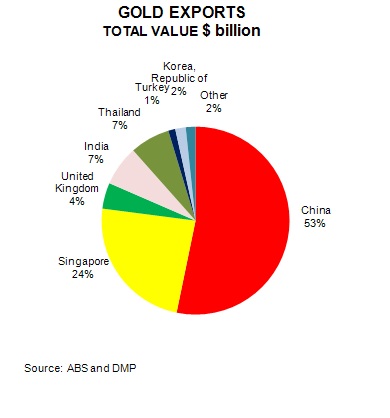 GOLD EXPORTS
TOTAL VALUE $ billion
Korea,
Republic of
2%
Turkey
1%
Other
2%
Thailand
7%
India
7%
United
Kingdom
4%
China
53%
Singapore
24%
Source: ABS and DMP